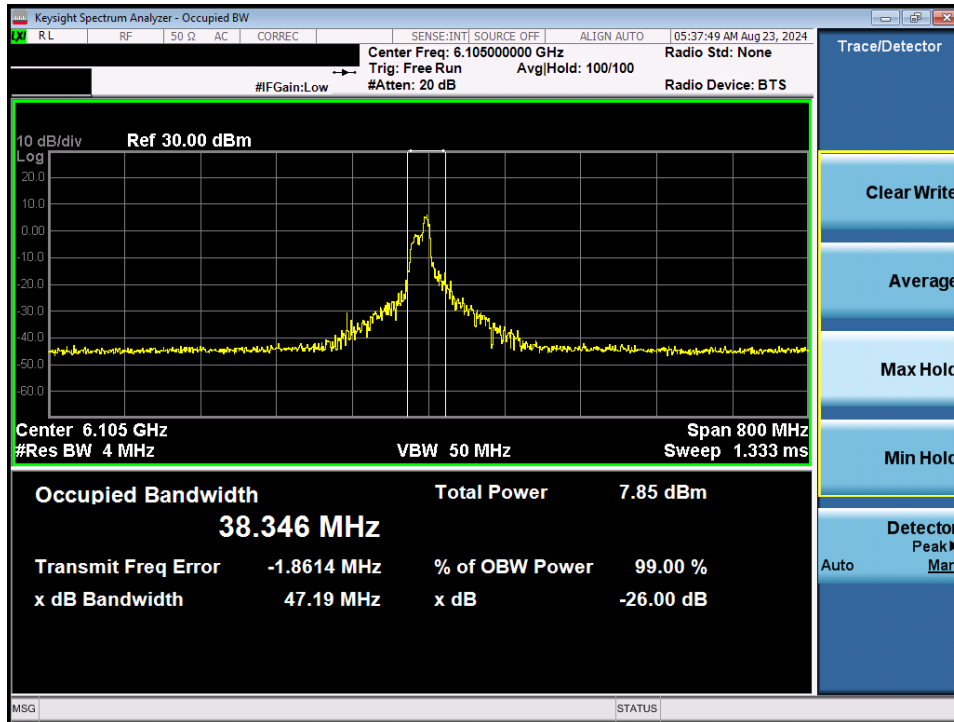 Keysight Spectrum Analyzer - Occupied BW
LXI RL RF 50 Ω AC CORREC SENSE:INT SOURCE OFF ALIGN AUTO 05:37:49 AM Aug 23, 2024
Center Freq: 6.105000000 GHz Radio Std: None
Trig: Free Run Avg|Hold: 100/100
#IFGain:Low #Atten: 20 dB Radio Device: BTS
10 dB/div Ref 30.00 dBm
Log
20.0
10.0
0.00
-10.0
-20.0
-30.0
-40.0
-50.0
-60.0
Center 6.105 GHz Span 800 MHz
#Res BW 4 MHz VBW 50 MHz Sweep 1.333 ms
Occupied Bandwidth Total Power 7.85 dBm
38.346 MHz
Transmit Freq Error -1.8614 MHz % of OBW Power 99.00 %
x dB Bandwidth 47.19 MHz x dB -26.00 dB
MSG STATUS
Trace/Detector
Clear Write
Average
Max Hold
Min Hold
Detector
Peak
Auto Man